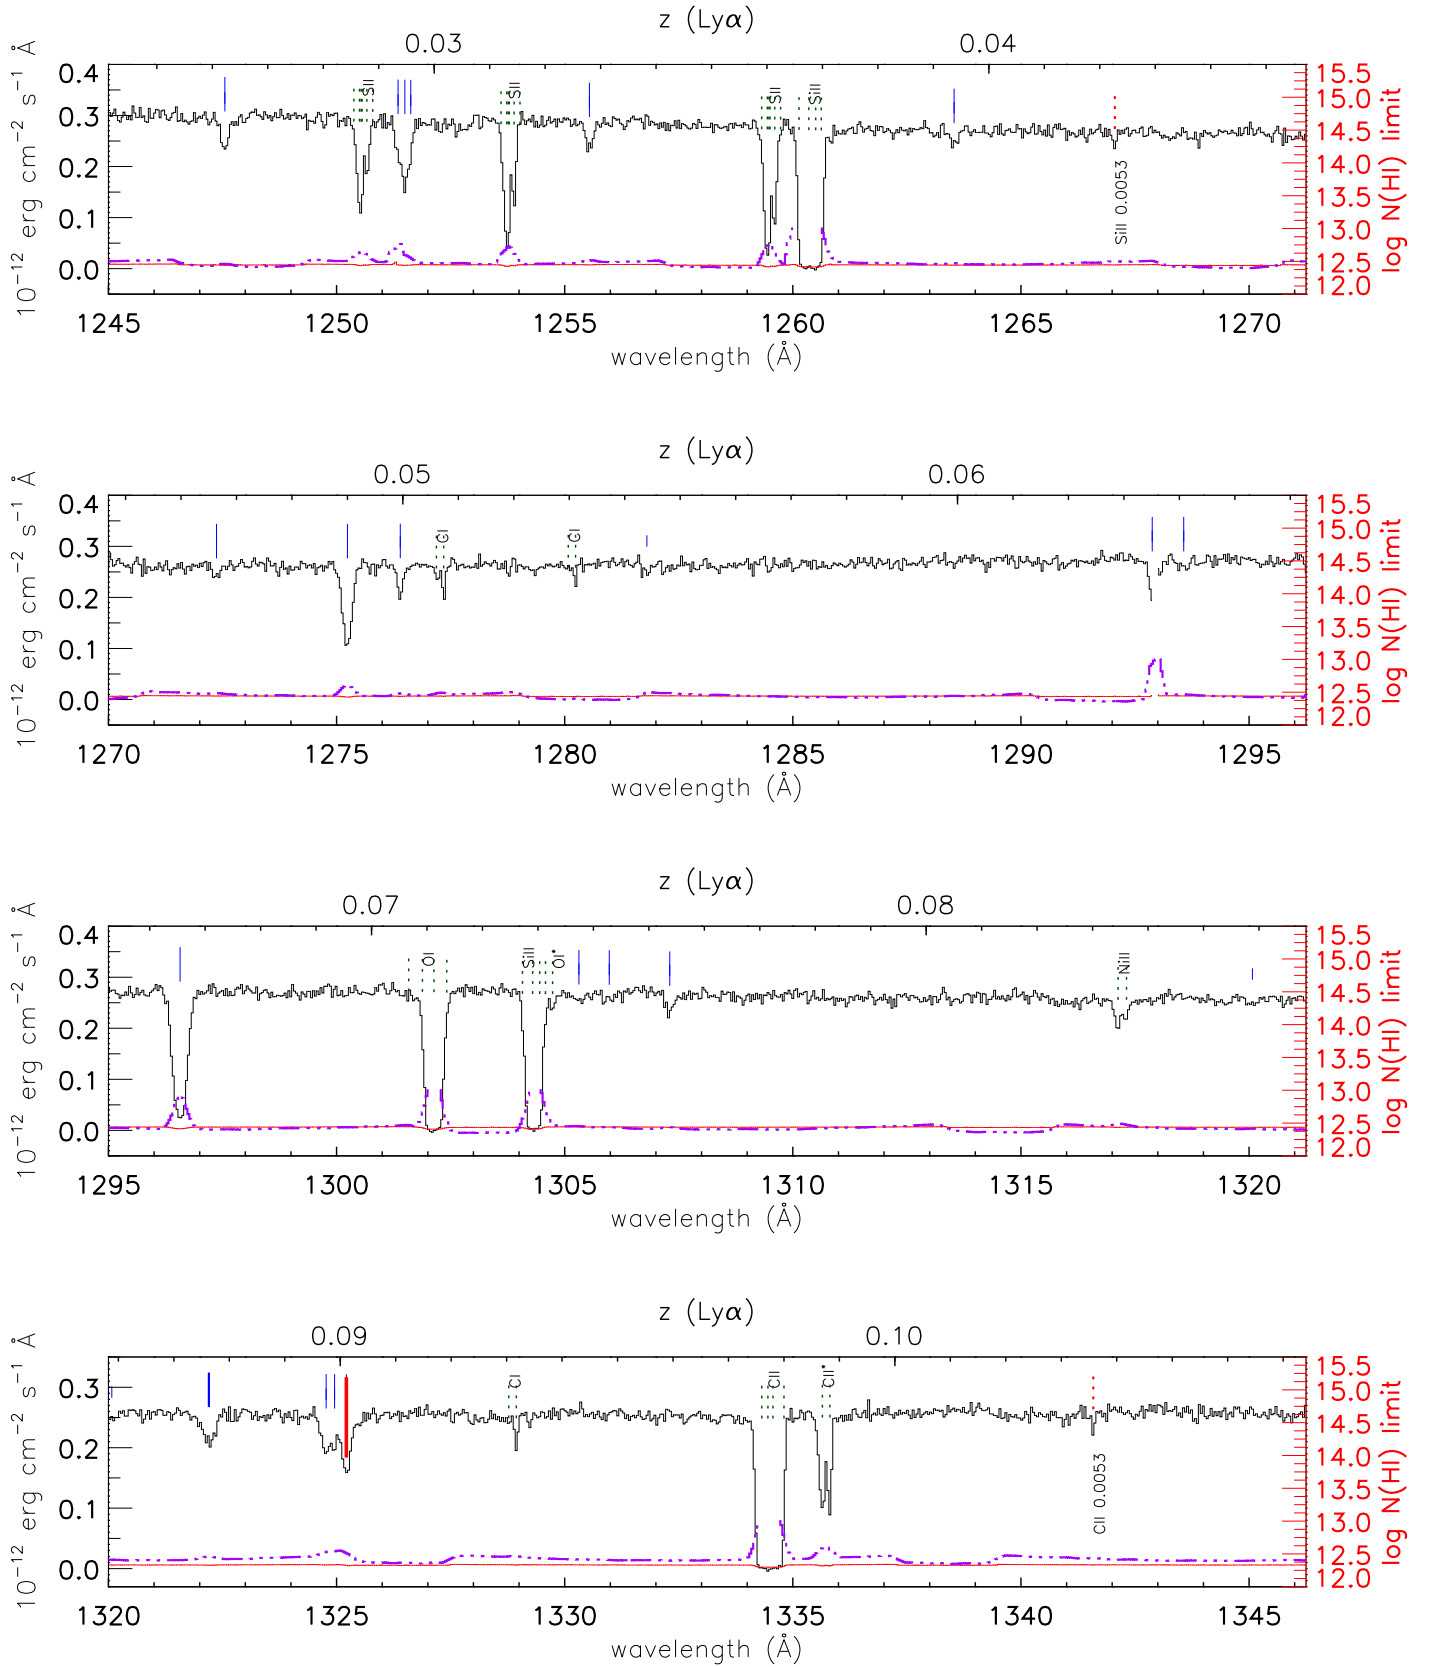 z (Lyα)
0.03 0.04
0.4 0.3 0.2 0.1 0.0
10⁻¹² erg cm⁻² s⁻¹ Å
SII SII SII SiII
SiII 0.0053
15.5 15.0 14.5 14.0 13.5 13.0 12.5 12.0
log N(HI) limit
1245 1250 1255 1260 1265 1270
wavelength (Å)
z (Lyα)
0.05 0.06
0.4 0.3 0.2 0.1 0.0
10⁻¹² erg cm⁻² s⁻¹ Å
CI CI
15.5 15.0 14.5 14.0 13.5 13.0 12.5 12.0
log N(HI) limit
1270 1275 1280 1285 1290 1295
wavelength (Å)
z (Lyα)
0.07 0.08
0.4 0.3 0.2 0.1 0.0
10⁻¹² erg cm⁻² s⁻¹ Å
OI SiII OI* NiII
15.5 15.0 14.5 14.0 13.5 13.0 12.5 12.0
log N(HI) limit
1295 1300 1305 1310 1315 1320
wavelength (Å)
z (Lyα)
0.09 0.10
0.3 0.2 0.1 0.0
10⁻¹² erg cm⁻² s⁻¹ Å
CI CII CII*
CII 0.0053
15.5 15.0 14.5 14.0 13.5 13.0 12.5 12.0
log N(HI) limit
1320 1325 1330 1335 1340 1345
wavelength (Å)